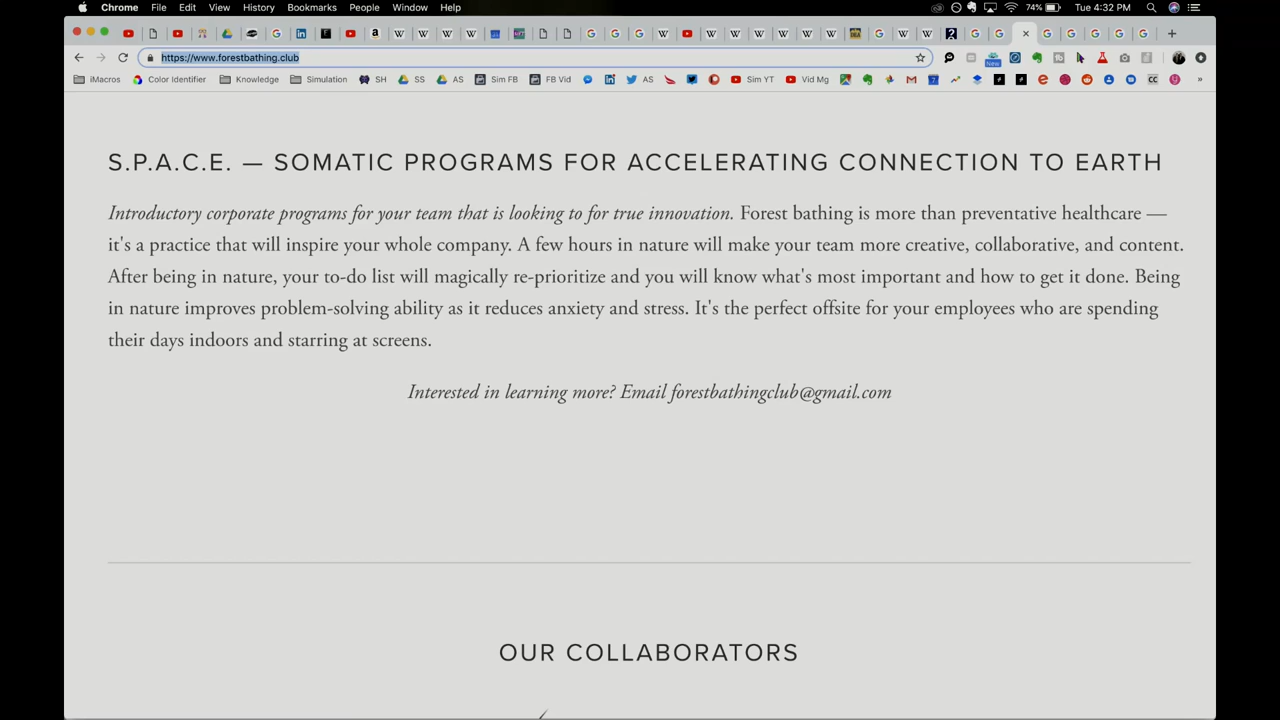 Chrome File Edit View History Bookmarks People Window Help 74% Tue 4:32 PM
https://www.forestbathing.club
iMacros Color Identifier Knowledge Simulation SH SS AS Sim FB FB Vid AS Sim YT Vid Mg »
New
S.P.A.C.E. — SOMATIC PROGRAMS FOR ACCELERATING CONNECTION TO EARTH
Introductory corporate programs for your team that is looking to for true innovation. Forest bathing is more than preventative healthcare —
it's a practice that will inspire your whole company. A few hours in nature will make your team more creative, collaborative, and content.
After being in nature, your to-do list will magically re-prioritize and you will know what's most important and how to get it done. Being
in nature improves problem-solving ability as it reduces anxiety and stress. It's the perfect offsite for your employees who are spending
their days indoors and starring at screens.
Interested in learning more? Email forestbathingclub@gmail.com
OUR COLLABORATORS